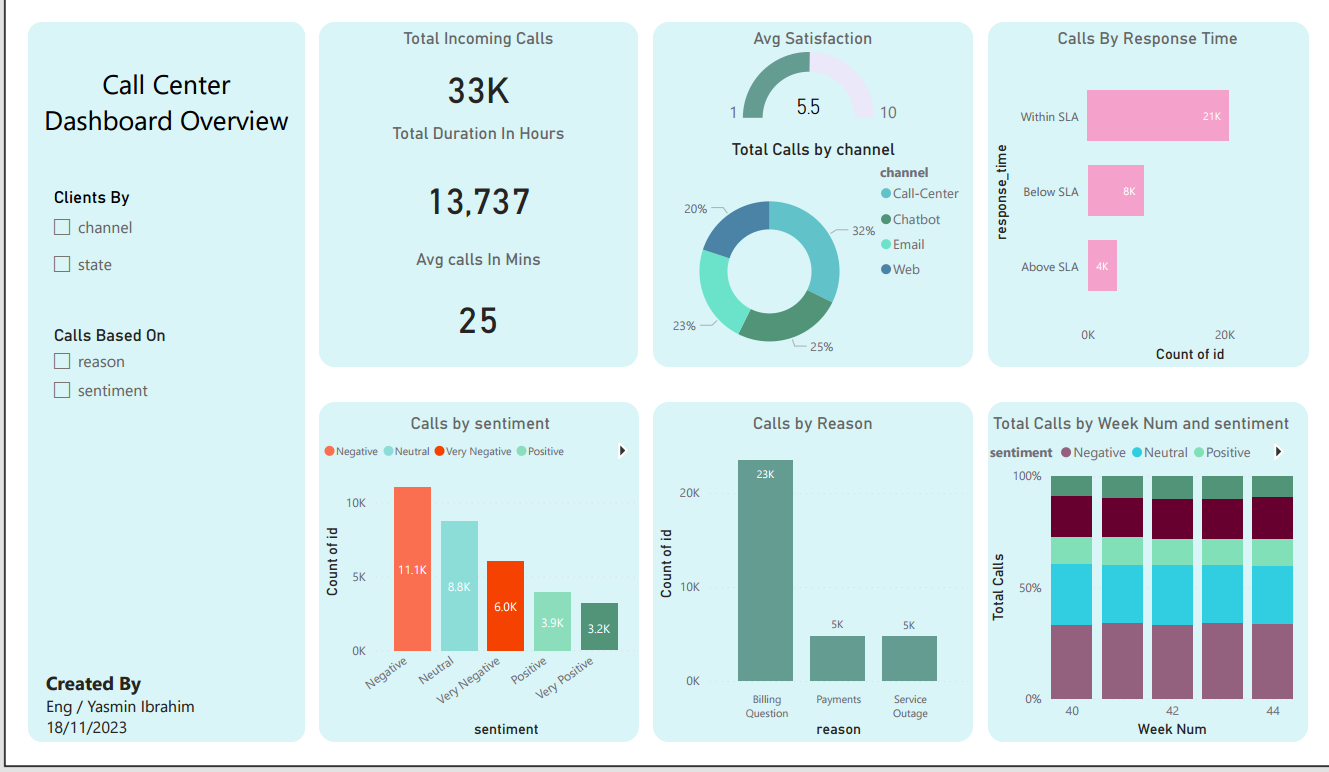 Call Center
Dashboard Overview
Clients By
channel
state
Calls Based On
reason
sentiment
Created By
Eng / Yasmin Ibrahim
18/11/2023
Total Incoming Calls
33K
Total Duration In Hours
13,737
Avg calls In Mins
25
Avg Satisfaction
1
5.5
10
Total Calls by channel
channel
Call-Center
Chatbot
Email
Web
20%
32%
23%
25%
Calls By Response Time
response_time
Within SLA
21K
Below SLA
8K
Above SLA
4K
0K 20K
Count of id
Calls by sentiment
Negative Neutral Very Negative Positive
Count of id
10K
5K
0K
11.1K
8.8K
6.0K
3.9K
3.2K
Negative
Neutral
Very Negative
Positive
Very Positive
sentiment
Calls by Reason
Count of id
20K
10K
0K
23K
5K
5K
Billing
Question
Payments
Service
Outage
reason
Total Calls by Week Num and sentiment
sentiment Negative Neutral Positive
Total Calls
100%
50%
0%
40 42 44
Week Num